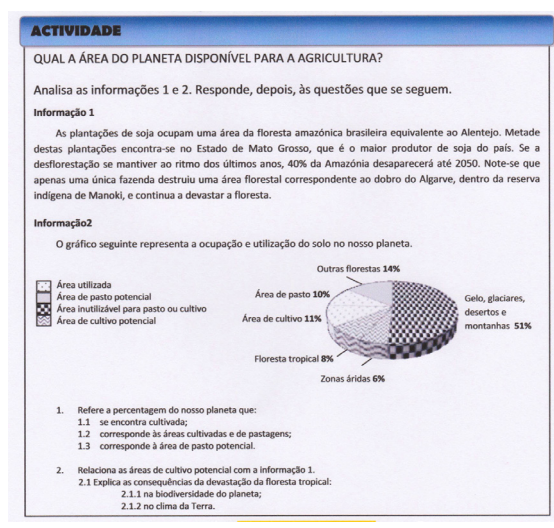 ACTIVIDADE
QUAL A ÁREA DO PLANETA DISPONÍVEL PARA A AGRICULTURA?
Analisa as informações 1 e 2. Responde, depois, às questões que se seguem.
Informação 1
As plantações de soja ocupam uma área da floresta amazónica brasileira equivalente ao Alentejo. Metade
destas plantações encontra-se no Estado de Mato Grosso, que é o maior produtor de soja do país. Se a
desflorestação se mantiver ao ritmo dos últimos anos, 40% da Amazónia desaparecerá até 2050. Note-se que
apenas uma única fazenda destruiu uma área florestal correspondente ao dobro do Algarve, dentro da reserva
indígena de Manoki, e continua a devastar a floresta.
Informação2
O gráfico seguinte representa a ocupação e utilização do solo no nosso planeta.
Área utilizada
Área de pasto potencial
Área inutilizável para pasto ou cultivo
Área de cultivo potencial
Outras florestas 14%
Área de pasto 10%
Área de cultivo 11%
Floresta tropical 8%
Zonas áridas 6%
Gelo, glaciares,
desertos e
montanhas 51%
1. Refere a percentagem do nosso planeta que:
1.1 se encontra cultivada;
1.2 corresponde às áreas cultivadas e de pastagens;
1.3 corresponde à área de pasto potencial.
2. Relaciona as áreas de cultivo potencial com a informação 1.
2.1 Explica as consequências da devastação da floresta tropical:
2.1.1 na biodiversidade do planeta;
2.1.2 no clima da Terra.